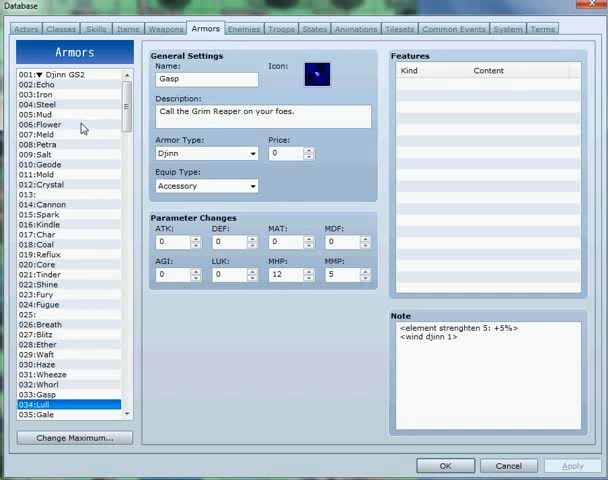 Database
Actors Classes Skills Items Weapons Armors Enemies Troops States Animations Tilesets Common Events System Terms
Armors
001:▼ Djinn GS2
002:Echo
003:Iron
004:Steel
005:Mud
006:Flower
007:Meld
008:Petra
009:Salt
010:Geode
011:Mold
012:Crystal
013:
014:Cannon
015:Spark
016:Kindle
017:Char
018:Coal
019:Reflux
020:Core
021:Tinder
022:Shine
023:Fury
024:Fugue
025:
026:Breath
027:Blitz
028:Ether
029:Waft
030:Haze
031:Wheeze
032:Whorl
033:Gasp
034:Lull
035:Gale
Change Maximum...
General Settings
Name:
Icon:
Gasp
Description:
Call the Grim Reaper on your foes.
Armor Type:
Price:
Djinn
0
Equip Type:
Accessory
Parameter Changes
ATK: DEF: MAT: MDF:
0 0 0 0
AGI: LUK: MHP: MMP:
0 0 12 5
Features
Kind Content
Note
<element strenghten 5: +5%>
<wind djinn 1>
OK Cancel Apply